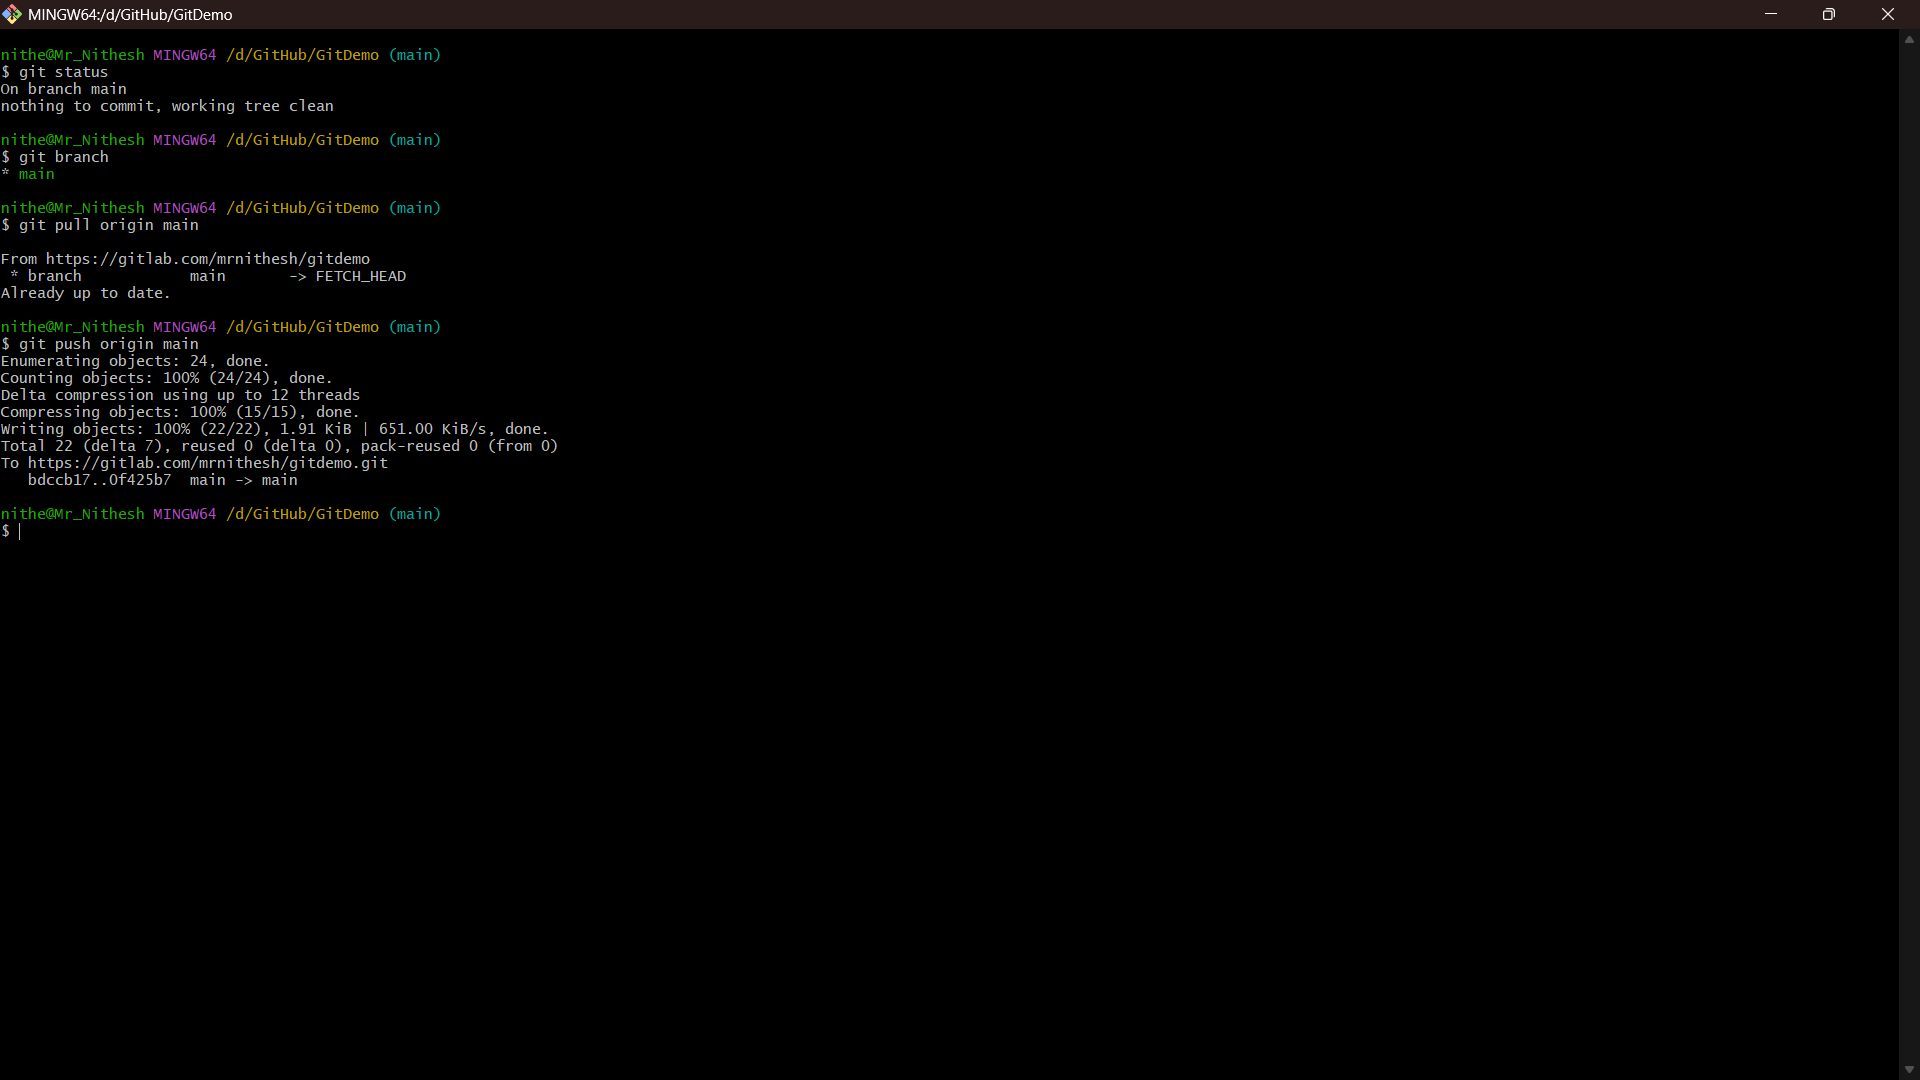 MINGW64:/d/GitHub/GitDemo
nithe@Mr_Nithesh MINGW64 /d/GitHub/GitDemo (main)
$ git status
On branch main
nothing to commit, working tree clean
nithe@Mr_Nithesh MINGW64 /d/GitHub/GitDemo (main)
$ git branch
* main
nithe@Mr_Nithesh MINGW64 /d/GitHub/GitDemo (main)
$ git pull origin main
From https://gitlab.com/mrnithesh/gitdemo
 * branch            main       -> FETCH_HEAD
Already up to date.
nithe@Mr_Nithesh MINGW64 /d/GitHub/GitDemo (main)
$ git push origin main
Enumerating objects: 24, done.
Counting objects: 100% (24/24), done.
Delta compression using up to 12 threads
Compressing objects: 100% (15/15), done.
Writing objects: 100% (22/22), 1.91 KiB | 651.00 KiB/s, done.
Total 22 (delta 7), reused 0 (delta 0), pack-reused 0 (from 0)
To https://gitlab.com/mrnithesh/gitdemo.git
   bdccb17..0f425b7  main -> main
nithe@Mr_Nithesh MINGW64 /d/GitHub/GitDemo (main)
$